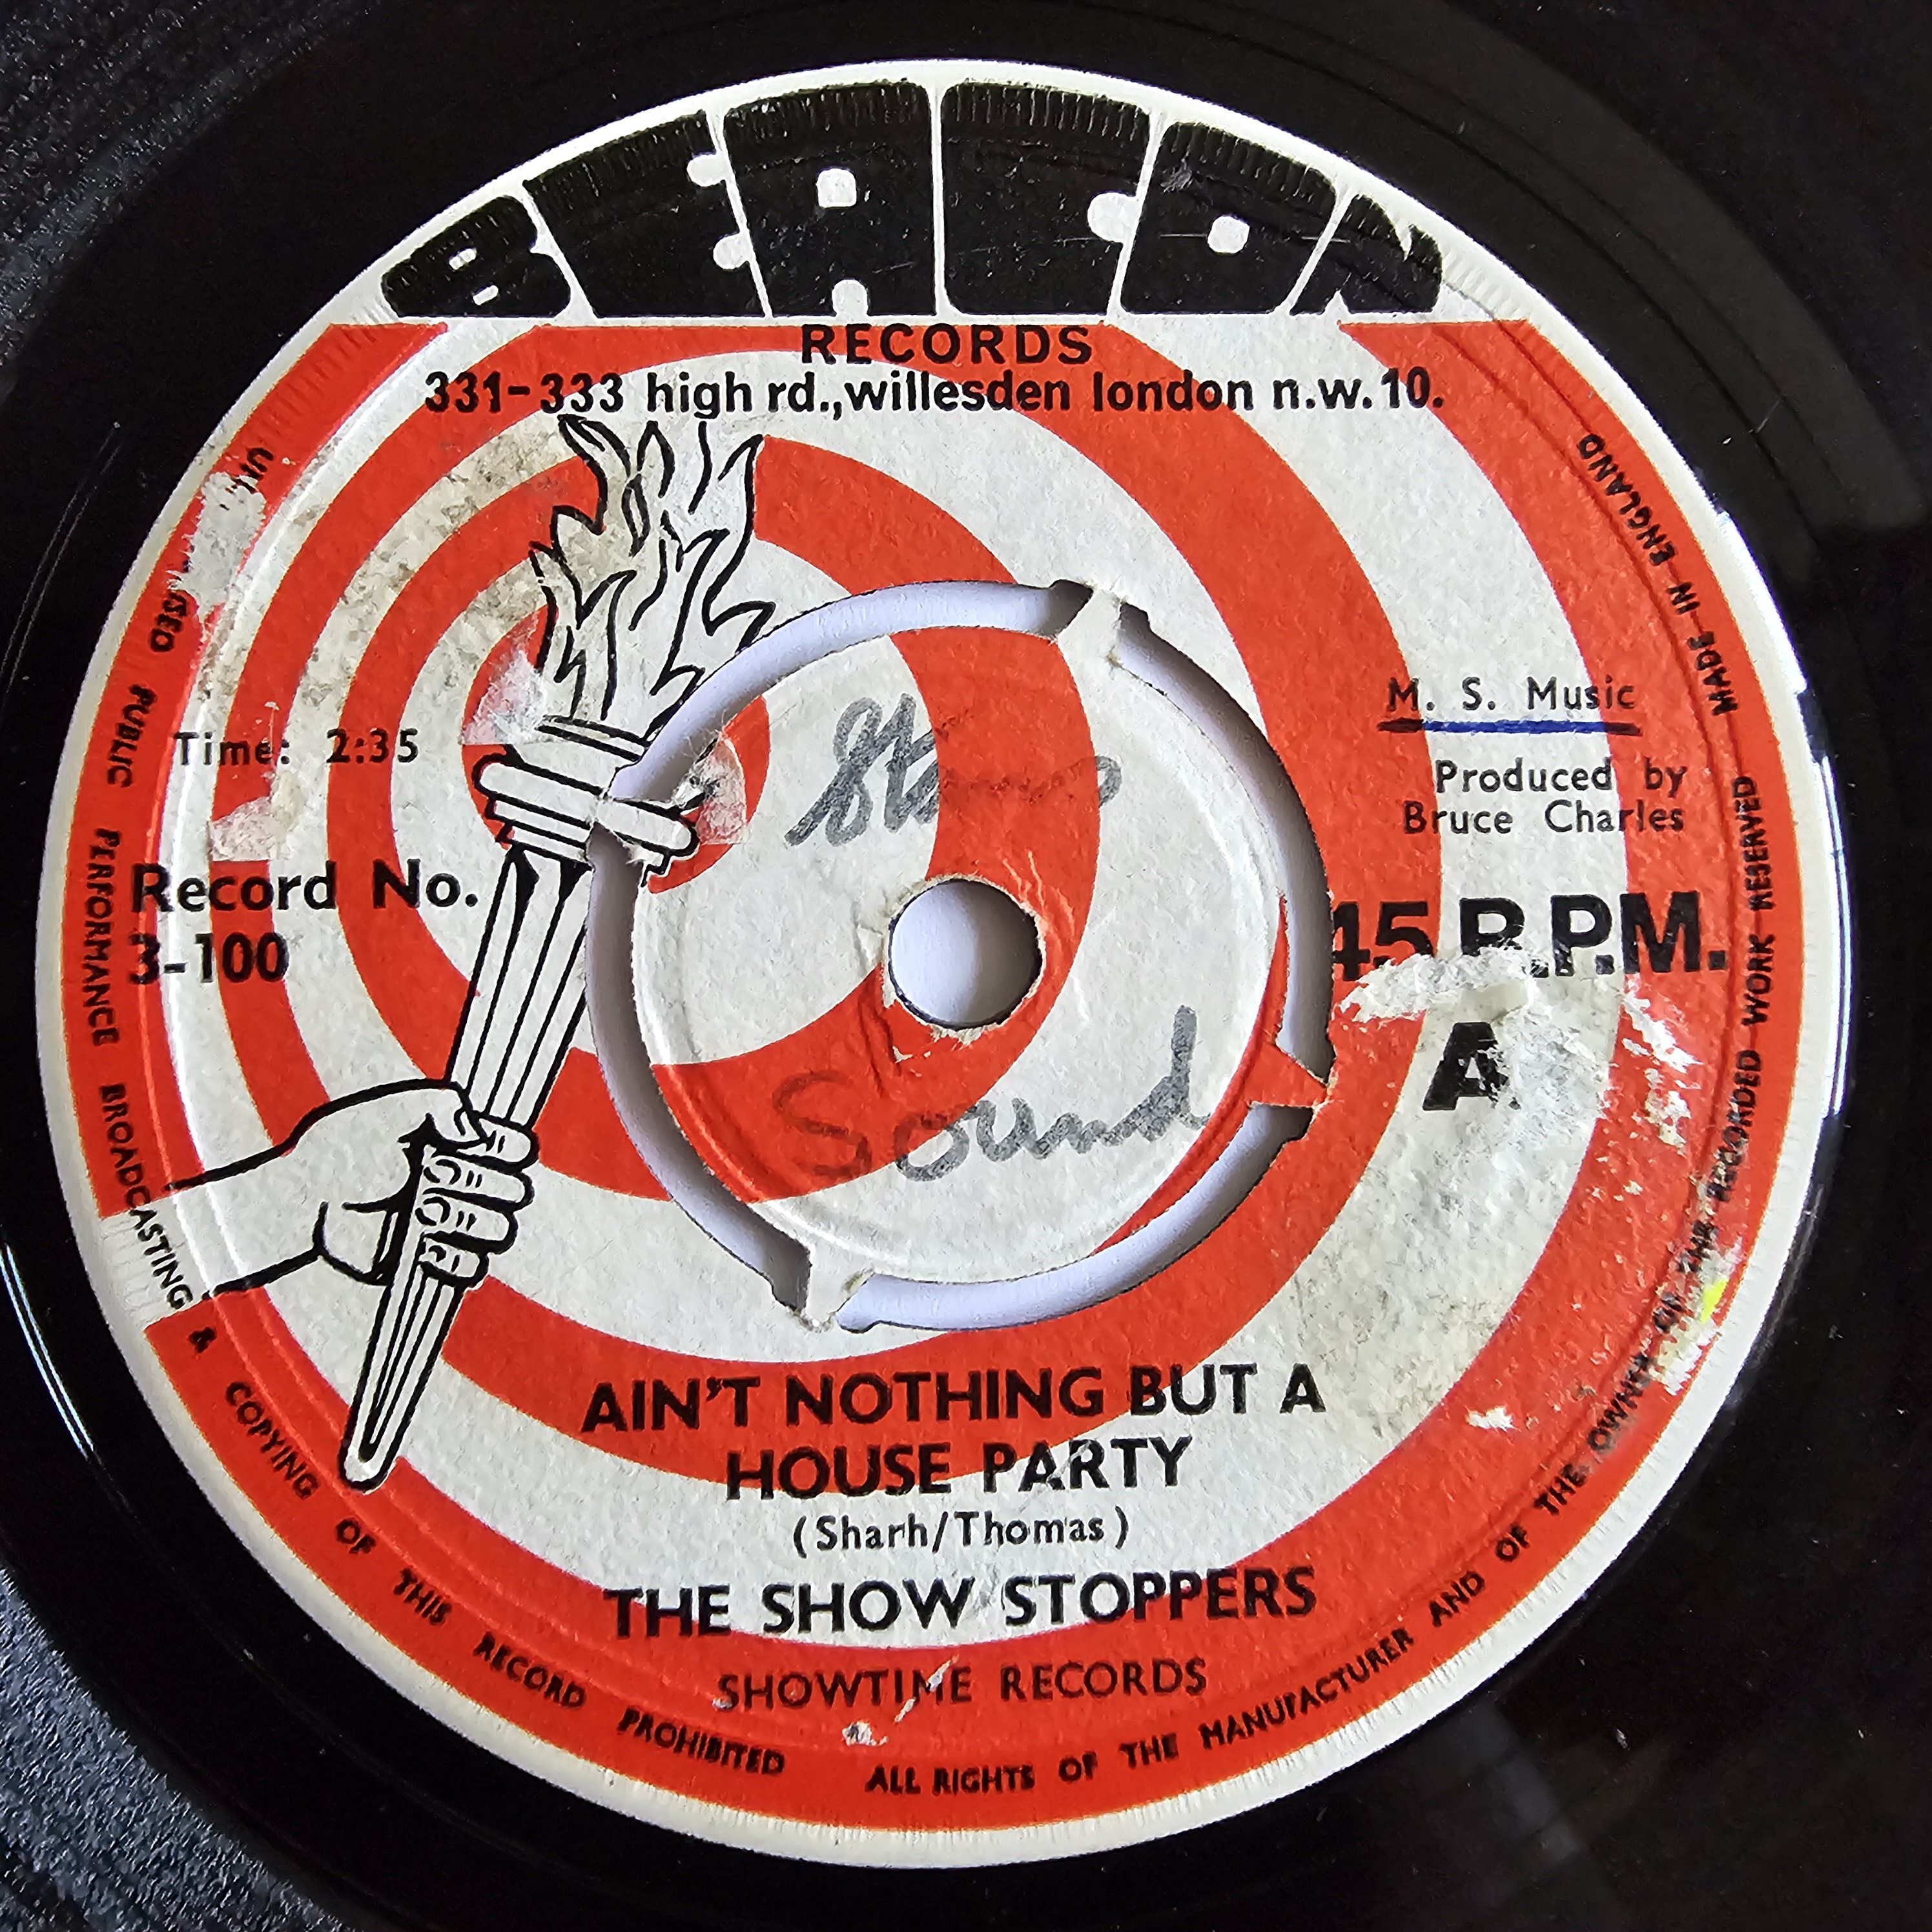 BEACON
RECORDS
331-333 high rd., willesden london n.w.10.
Time: 2:35
Record No.
3-100
M. S. Music
Produced by
Bruce Charles
45 R.P.M.
A
Sound
AIN'T NOTHING BUT A
HOUSE PARTY
(Sharh/Thomas)
THE SHOW STOPPERS
SHOWTIME RECORDS
PUBLIC PERFORMANCE BROADCASTING & COPYING OF THIS RECORD PROHIBITED ALL RIGHTS OF THE MANUFACTURER AND OF THE OWNER OF THE RECORDED WORK RESERVED MADE IN ENGLAND